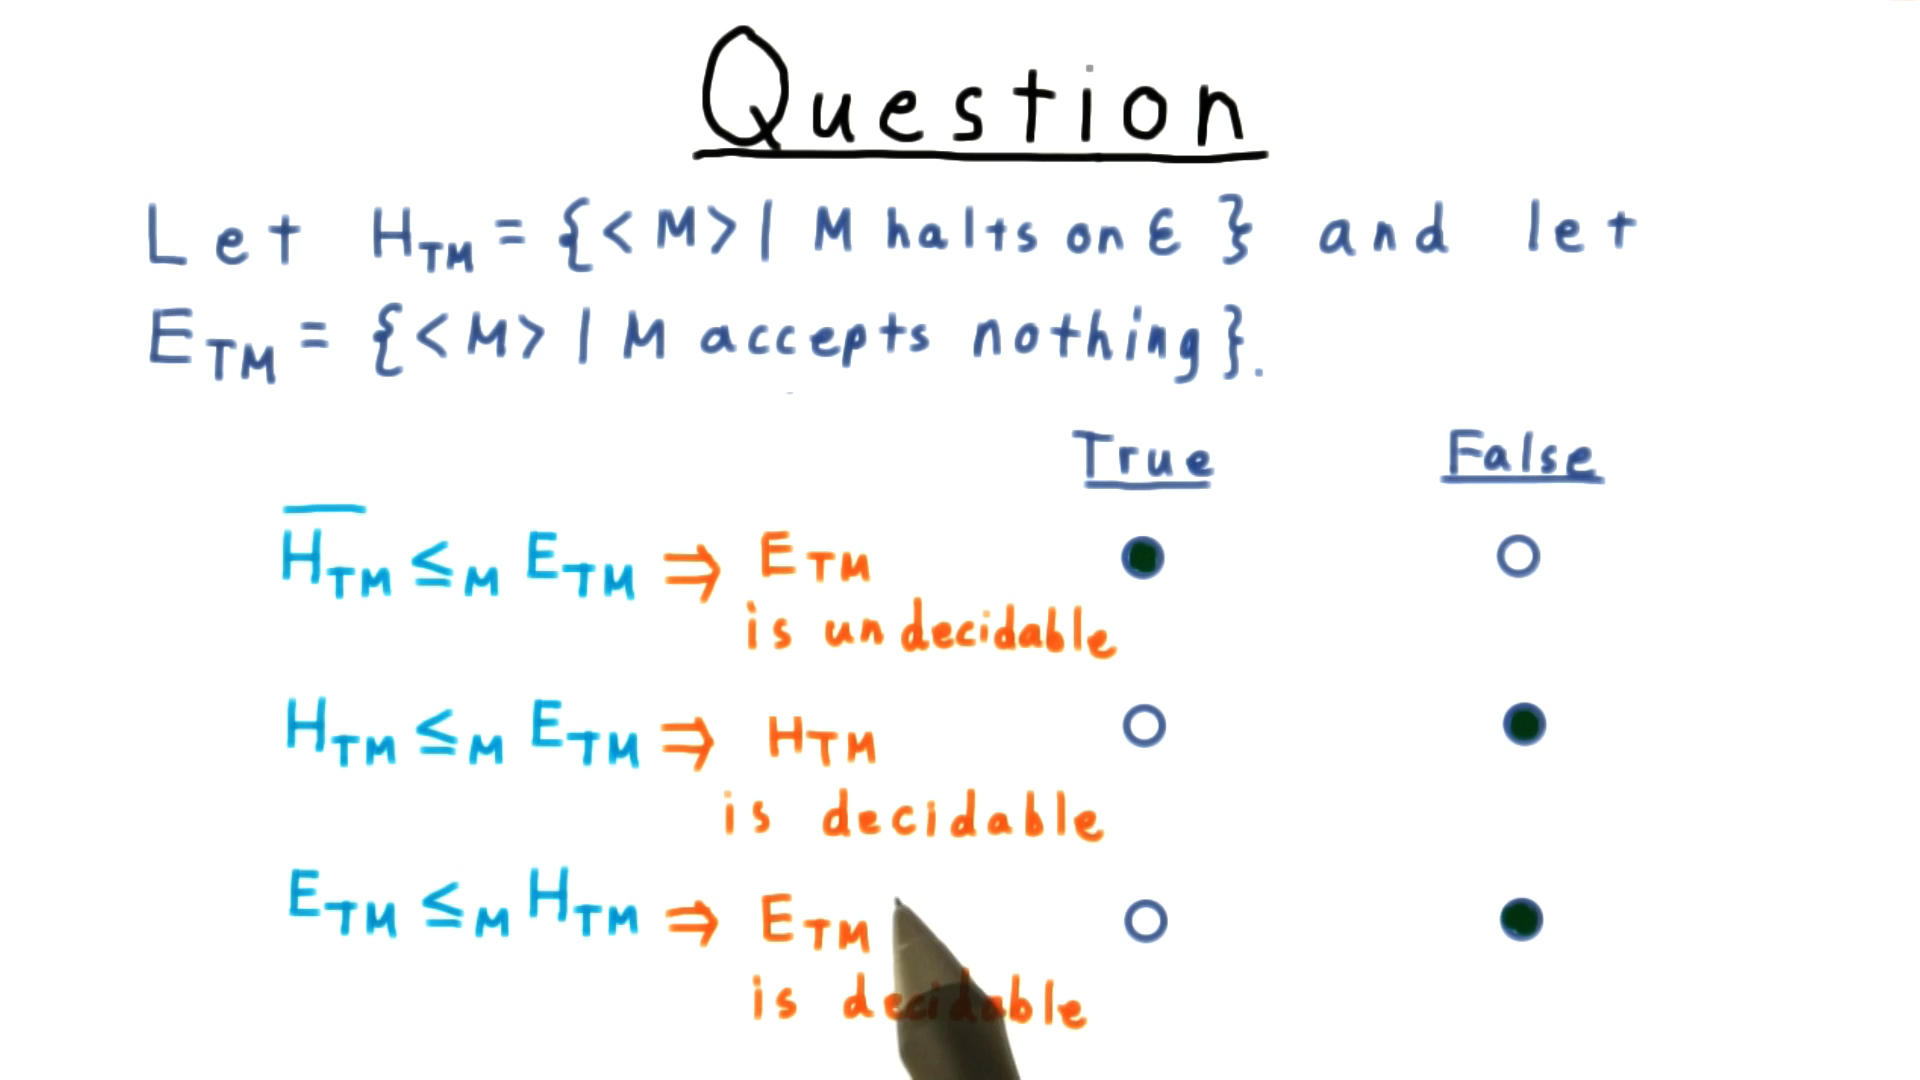 Question
Let H_TM = {<M> | M halts on ε } and let
E_TM = {<M> | M accepts nothing}.
True False
H̅_TM ≤_M E_TM ⇒ E_TM
is undecidable
H_TM ≤_M E_TM ⇒ H_TM
is decidable
E_TM ≤_M H_TM ⇒ E_TM
is decidable